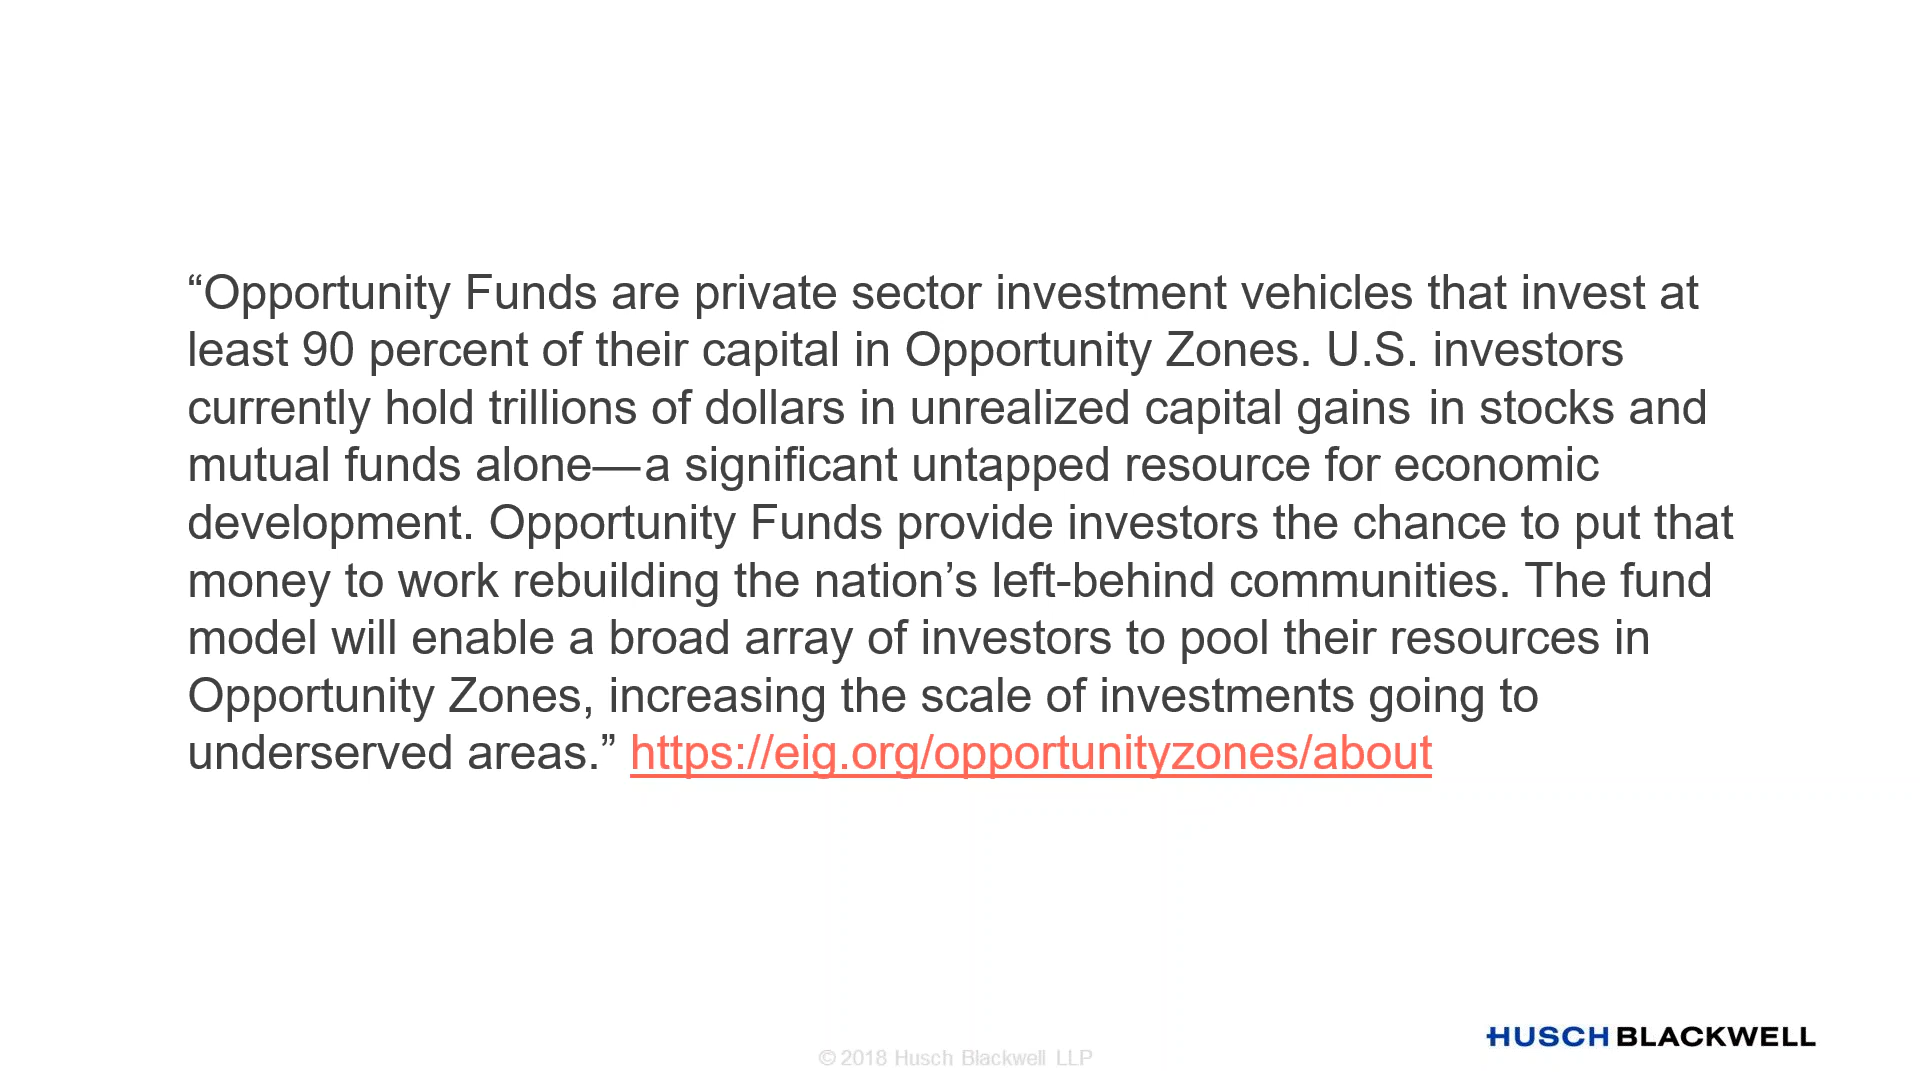 “Opportunity Funds are private sector investment vehicles that invest at
least 90 percent of their capital in Opportunity Zones. U.S. investors
currently hold trillions of dollars in unrealized capital gains in stocks and
mutual funds alone—a significant untapped resource for economic
development. Opportunity Funds provide investors the chance to put that
money to work rebuilding the nation’s left-behind communities. The fund
model will enable a broad array of investors to pool their resources in
Opportunity Zones, increasing the scale of investments going to
underserved areas.” https://eig.org/opportunityzones/about
HUSCH BLACKWELL
© 2018 Husch Blackwell LLP